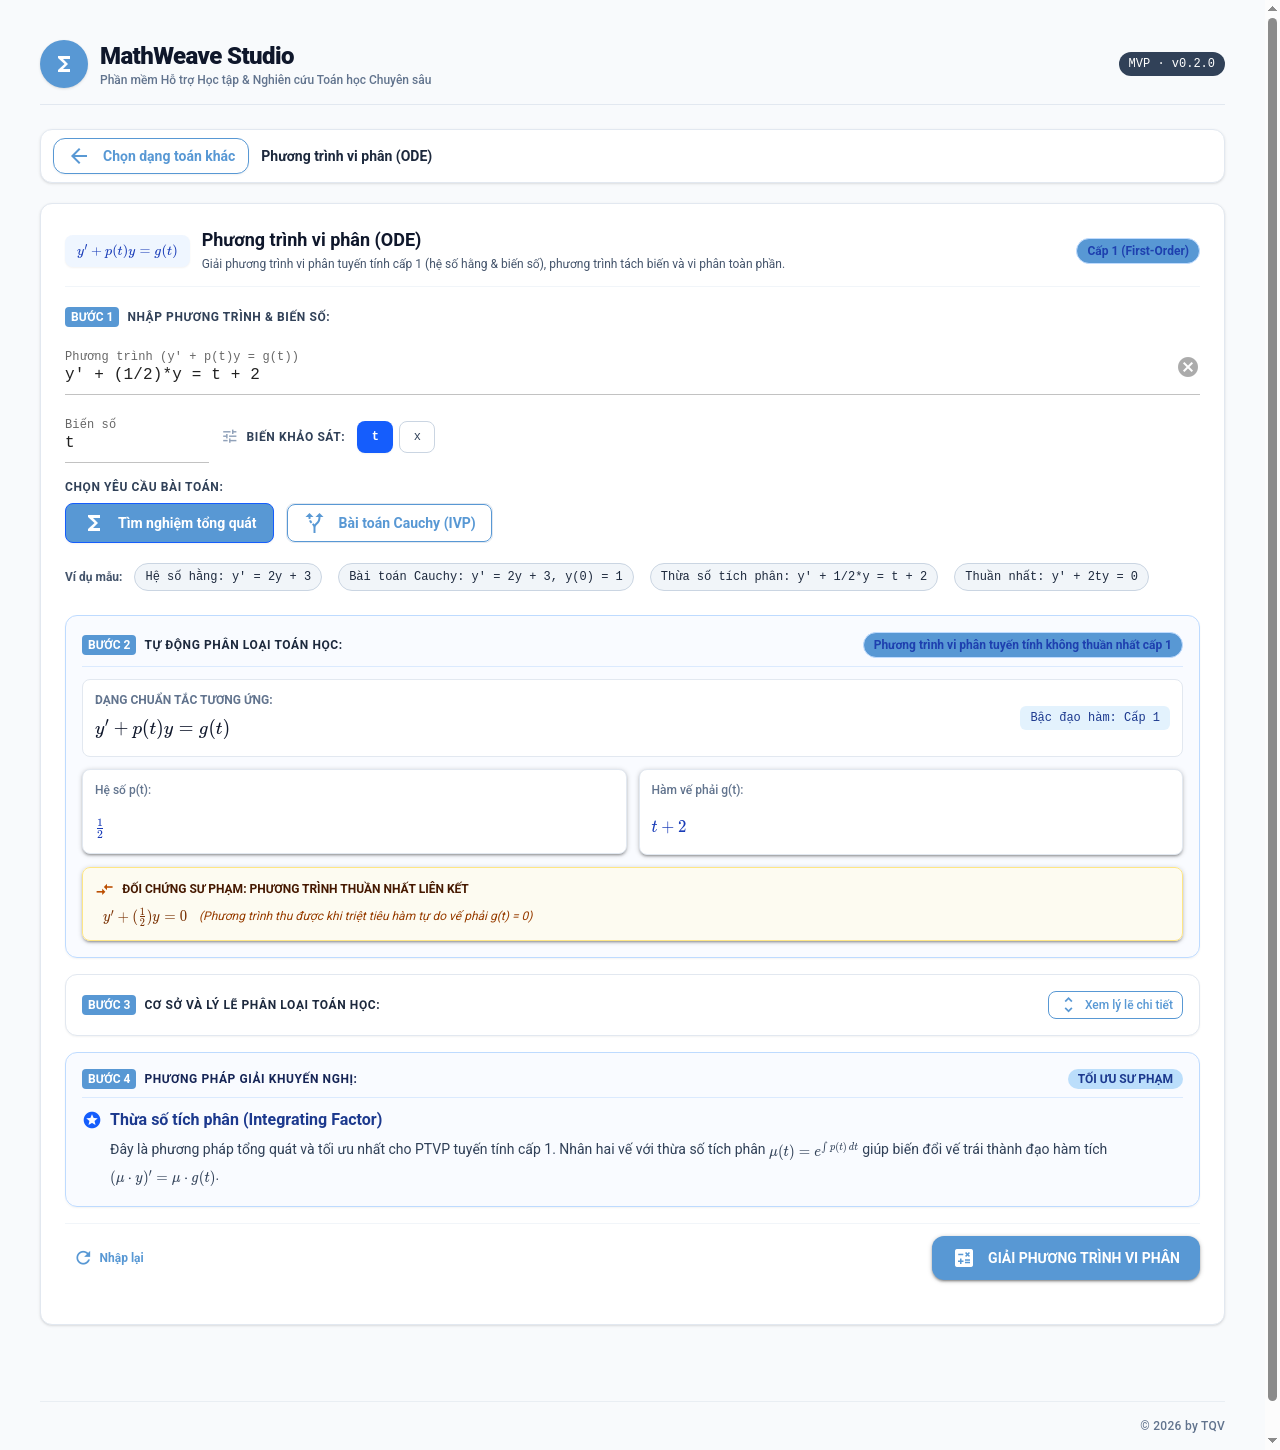 Σ
MathWeave Studio
Phần mềm Hỗ trợ Học tập & Nghiên cứu Toán học Chuyên sâu
MVP · v0.2.0
Chọn dạng toán khác
Phương trình vi phân (ODE)
y′ + p(t)y = g(t)
Phương trình vi phân (ODE)
Giải phương trình vi phân tuyến tính cấp 1 (hệ số hằng & biến số), phương trình tách biến và vi phân toàn phần.
Cấp 1 (First-Order)
BƯỚC 1 NHẬP PHƯƠNG TRÌNH & BIẾN SỐ:
Phương trình (y' + p(t)y = g(t))
y' + (1/2)*y = t + 2
Biến số
t
BIẾN KHẢO SÁT: t x
CHỌN YÊU CẦU BÀI TOÁN:
Σ Tìm nghiệm tổng quát
Bài toán Cauchy (IVP)
Ví dụ mẫu: Hệ số hằng: y' = 2y + 3
Bài toán Cauchy: y' = 2y + 3, y(0) = 1
Thừa số tích phân: y' + 1/2*y = t + 2
Thuần nhất: y' + 2ty = 0
BƯỚC 2 TỰ ĐỘNG PHÂN LOẠI TOÁN HỌC:
Phương trình vi phân tuyến tính không thuần nhất cấp 1
DẠNG CHUẨN TẮC TƯƠNG ỨNG:
y′ + p(t)y = g(t)
Bậc đạo hàm: Cấp 1
Hệ số p(t):
1/2
Hàm vế phải g(t):
t + 2
ĐỐI CHỨNG SƯ PHẠM: PHƯƠNG TRÌNH THUẦN NHẤT LIÊN KẾT
y′ + (1/2)y = 0 (Phương trình thu được khi triệt tiêu hàm tự do vế phải g(t) = 0)
BƯỚC 3 CƠ SỞ VÀ LÝ LẼ PHÂN LOẠI TOÁN HỌC:
Xem lý lẽ chi tiết
BƯỚC 4 PHƯƠNG PHÁP GIẢI KHUYẾN NGHỊ:
TỐI ƯU SƯ PHẠM
Thừa số tích phân (Integrating Factor)
Đây là phương pháp tổng quát và tối ưu nhất cho PTVP tuyến tính cấp 1. Nhân hai vế với thừa số tích phân μ(t) = e^{∫ p(t) dt} giúp biến đổi vế trái thành đạo hàm tích
(μ · y)′ = μ · g(t).
Nhập lại
GIẢI PHƯƠNG TRÌNH VI PHÂN
© 2026 by TQV